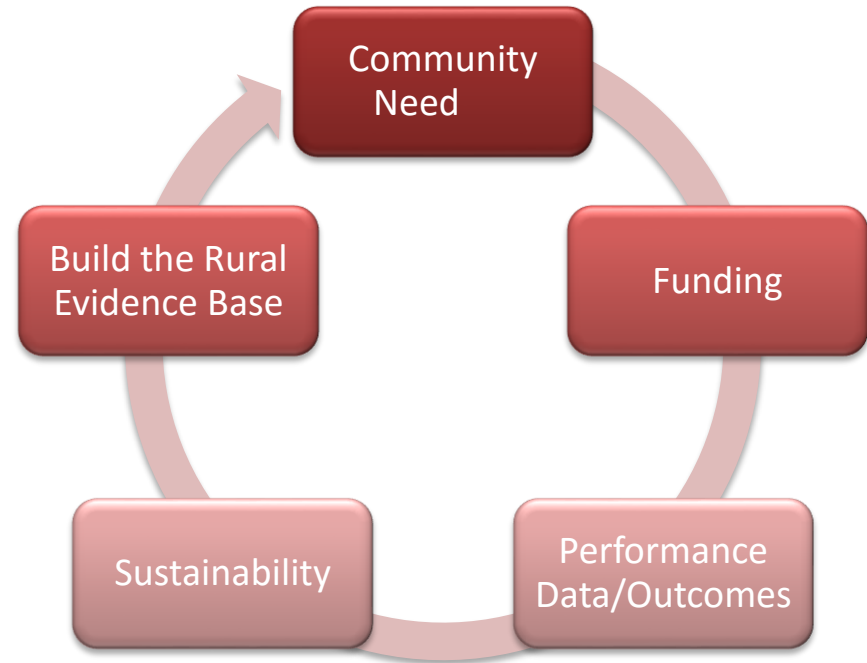 Community
Need
Funding
Performance
Data/Outcomes
Sustainability
Build the Rural
Evidence Base